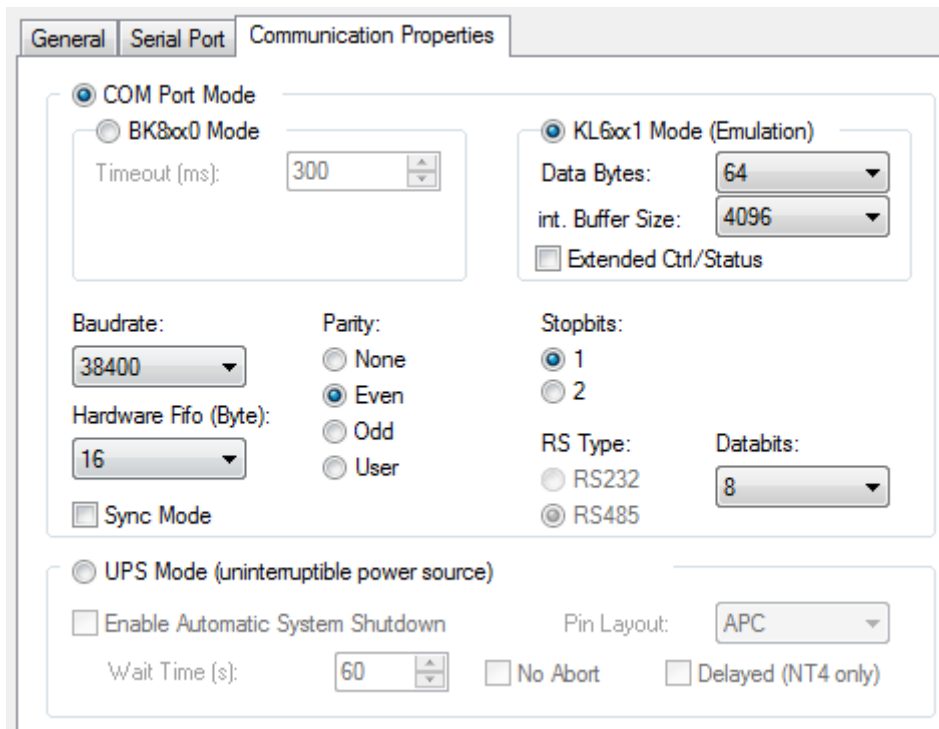 General Serial Port Communication Properties
COM Port Mode
BK8xx0 Mode
Timeout (ms): 300
KL6xx1 Mode (Emulation)
Data Bytes: 64
int. Buffer Size: 4096
Extended Ctrl/Status
Baudrate:
38400
Hardware Fifo (Byte):
16
Sync Mode
Parity:
None
Even
Odd
User
Stopbits:
1
2
RS Type:
RS232
RS485
Databits:
8
UPS Mode (uninterruptible power source)
Enable Automatic System Shutdown Pin Layout: APC
Wait Time (s): 60 No Abort Delayed (NT4 only)